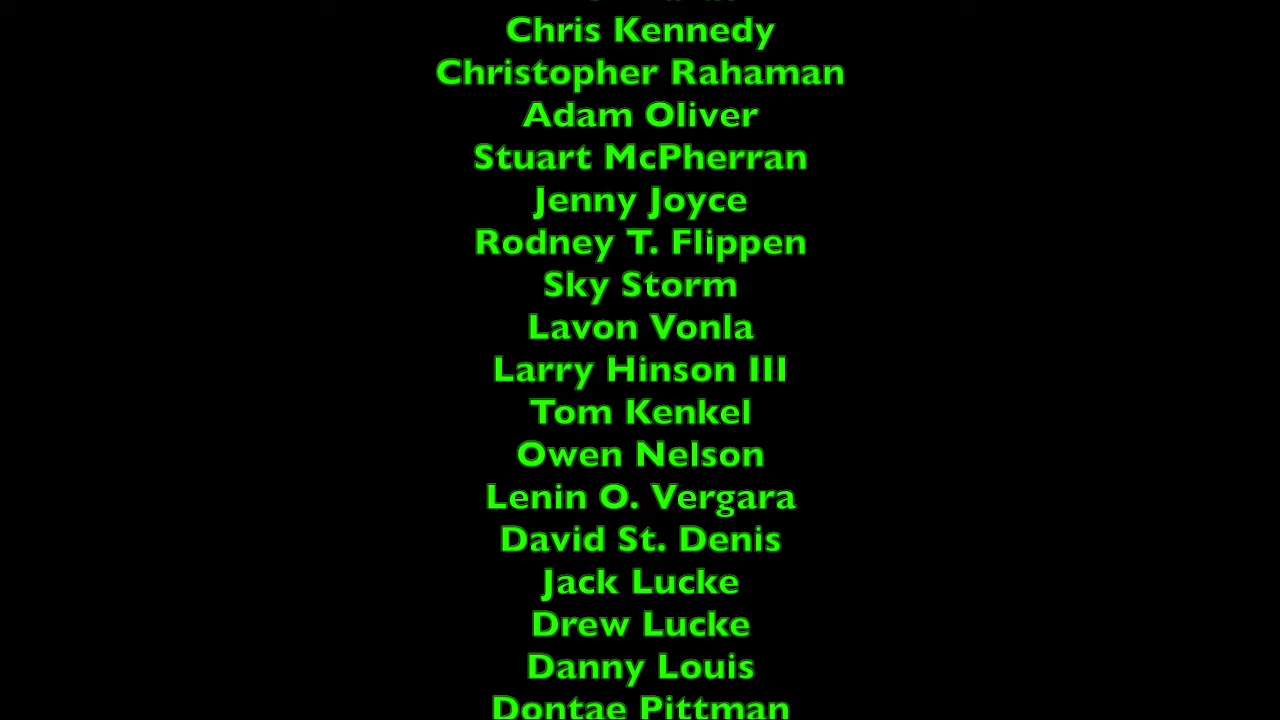 Chris Kennedy
Christopher Rahaman
Adam Oliver
Stuart McPherran
Jenny Joyce
Rodney T. Flippen
Sky Storm
Lavon Vonla
Larry Hinson III
Tom Kenkel
Owen Nelson
Lenin O. Vergara
David St. Denis
Jack Lucke
Drew Lucke
Danny Louis
Dontae Pittman